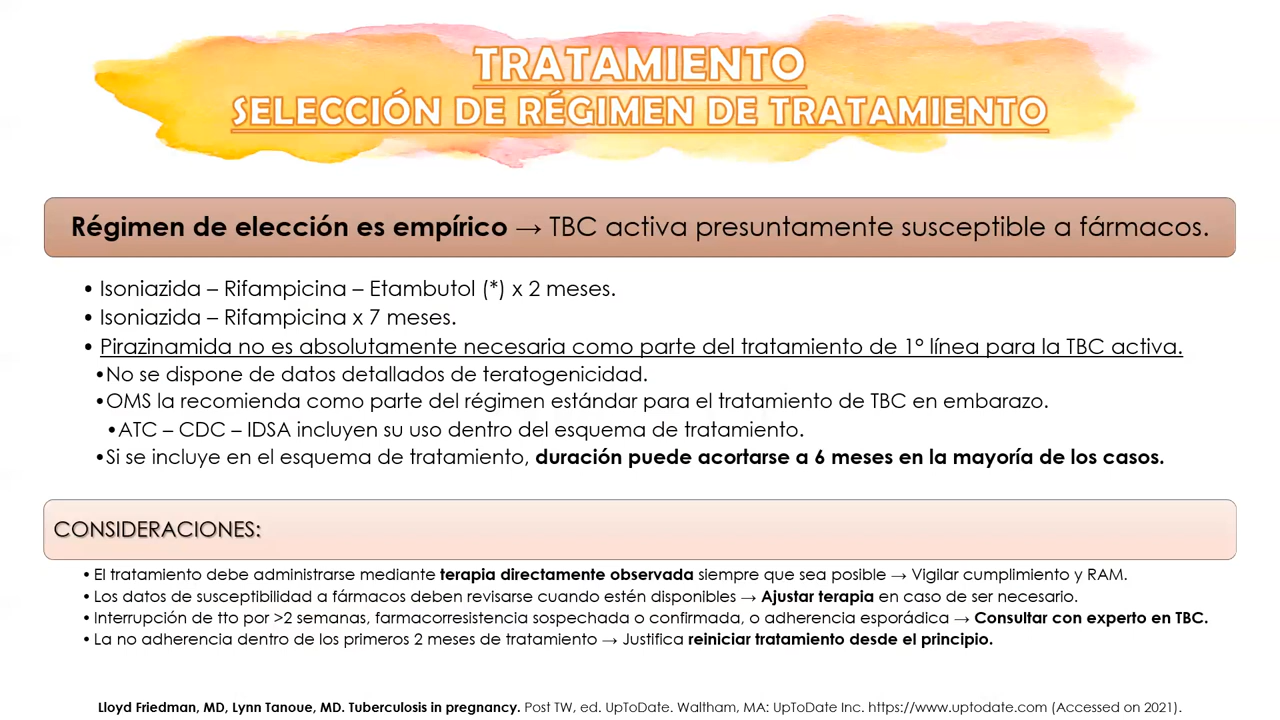 TRATAMIENTO
SELECCIÓN DE RÉGIMEN DE TRATAMIENTO
Régimen de elección es empírico → TBC activa presuntamente susceptible a fármacos.
• Isoniazida – Rifampicina – Etambutol (*) x 2 meses.
• Isoniazida – Rifampicina x 7 meses.
• Pirazinamida no es absolutamente necesaria como parte del tratamiento de 1° línea para la TBC activa.
•No se dispone de datos detallados de teratogenicidad.
•OMS la recomienda como parte del régimen estándar para el tratamiento de TBC en embarazo.
•ATC – CDC – IDSA incluyen su uso dentro del esquema de tratamiento.
•Si se incluye en el esquema de tratamiento, duración puede acortarse a 6 meses en la mayoría de los casos.
CONSIDERACIONES:
• El tratamiento debe administrarse mediante terapia directamente observada siempre que sea posible → Vigilar cumplimiento y RAM.
• Los datos de susceptibilidad a fármacos deben revisarse cuando estén disponibles → Ajustar terapia en caso de ser necesario.
• Interrupción de tto por >2 semanas, farmacorresistencia sospechada o confirmada, o adherencia esporádica → Consultar con experto en TBC.
• La no adherencia dentro de los primeros 2 meses de tratamiento → Justifica reiniciar tratamiento desde el principio.
Lloyd Friedman, MD, Lynn Tanoue, MD. Tuberculosis in pregnancy. Post TW, ed. UpToDate. Waltham, MA: UpToDate Inc. https://www.uptodate.com (Accessed on 2021).